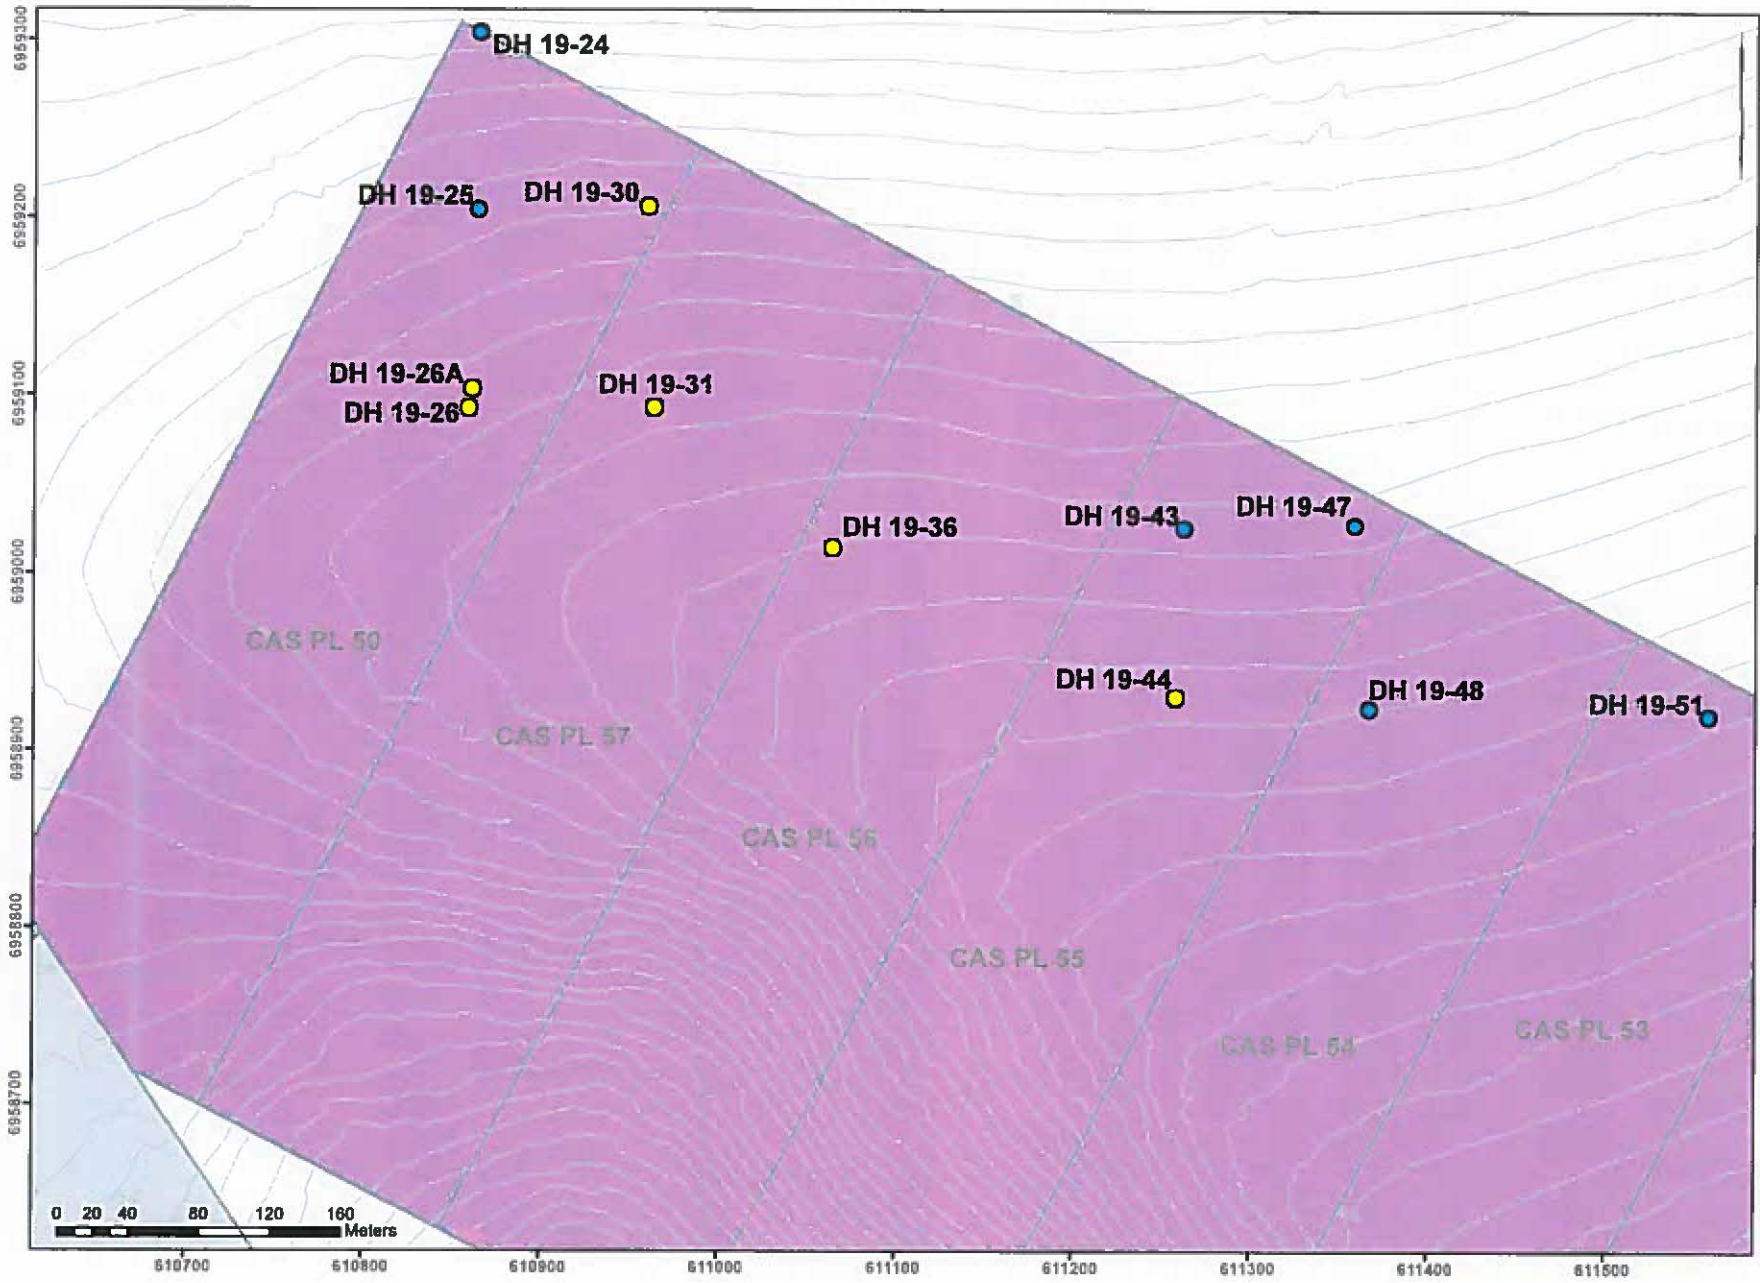 6959300
DH 19-24
6959200
DH 19-25
DH 19-30
6959100
DH 19-26A
DH 19-31
DH 19-26
6959000
DH 19-36
DH 19-43
DH 19-47
CAS PL 50
6958900
CAS PL 57
DH 19-44
DH 19-48
DH 19-51
6958800
CAS PL 56
CAS PL 55
CAS PL 54
CAS PL 53
6958700
0 20 40 80 120 160
Meters
610700 610800 610900 611000 611100 611200 611300 611400 611500